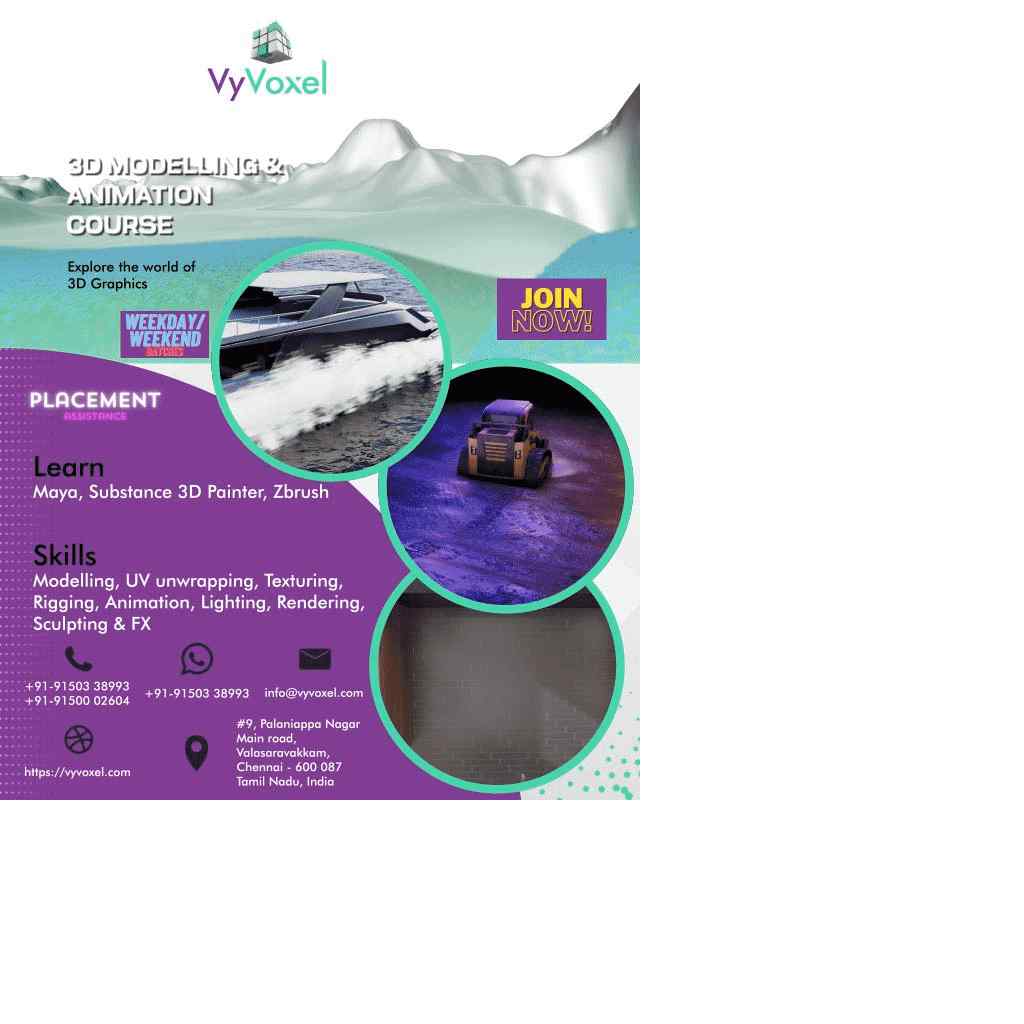 VyVoxel
3D MODELLING &
ANIMATION
COURSE
Explore the world of
3D Graphics
JOIN
NOW!
WEEKDAY/
WEEKEND
BATCHES
PLACEMENT
ASSISTANCE
Learn
Maya, Substance 3D Painter, Zbrush
Skills
Modelling, UV unwrapping, Texturing,
Rigging, Animation, Lighting, Rendering,
Sculpting & FX
+91-91503 38993
+91-91500 02604
+91-91503 38993
info@vyvoxel.com
https://vyvoxel.com
#9, Palaniappa Nagar
Main road,
Valasaravakkam,
Chennai - 600 087
Tamil Nadu, India